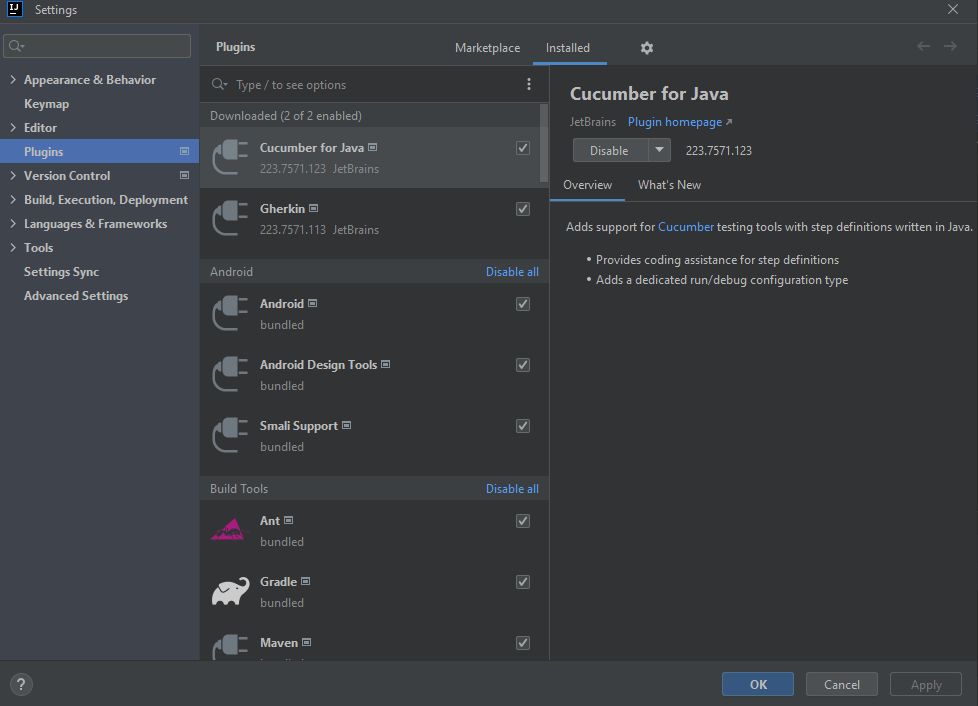 IJ Settings
Plugins Marketplace Installed
Appearance & Behavior
Keymap
Editor
Plugins
Version Control
Build, Execution, Deployment
Languages & Frameworks
Tools
Settings Sync
Advanced Settings
Type / to see options
Downloaded (2 of 2 enabled)
Cucumber for Java
223.7571.123 JetBrains
Gherkin
223.7571.113 JetBrains
Android Disable all
Android
bundled
Android Design Tools
bundled
Smali Support
bundled
Build Tools Disable all
Ant
bundled
Gradle
bundled
Maven
Cucumber for Java
JetBrains Plugin homepage ↗
Disable 223.7571.123
Overview What's New
Adds support for Cucumber testing tools with step definitions written in Java.
• Provides coding assistance for step definitions
• Adds a dedicated run/debug configuration type
? OK Cancel Apply